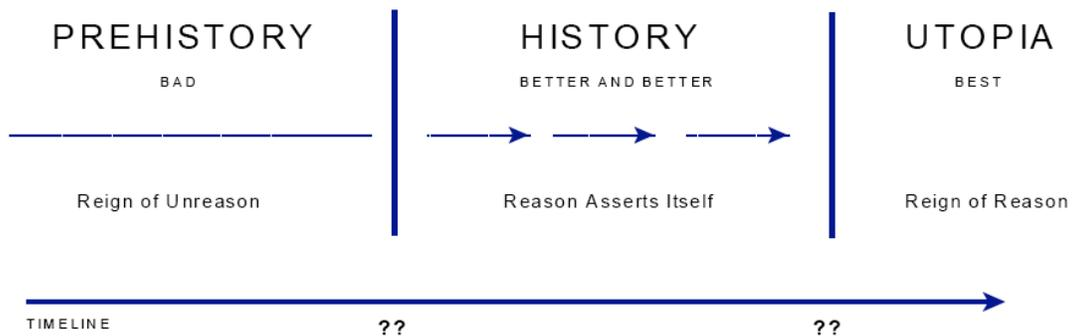 PREHISTORY HISTORY UTOPIA
BAD BETTER AND BETTER BEST
Reign of Unreason Reason Asserts Itself Reign of Reason
TIMELINE ?? ??